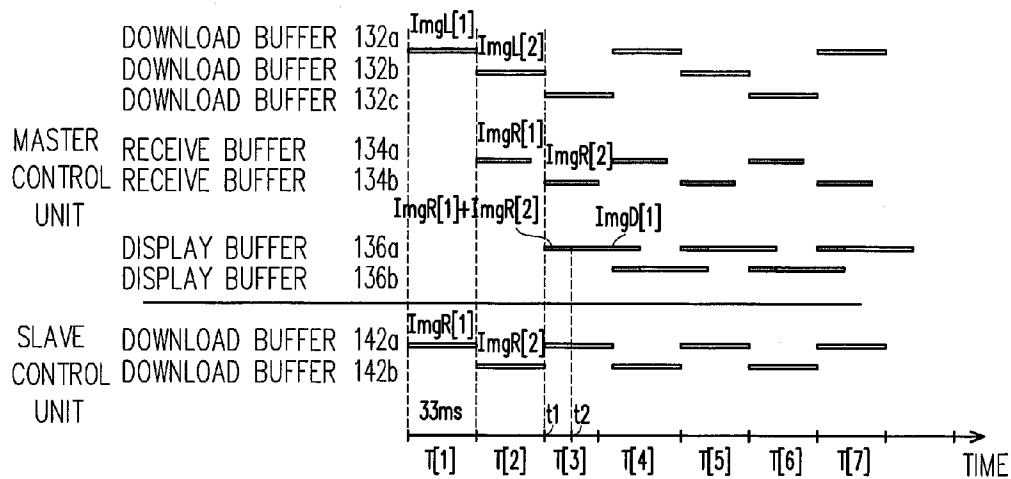 ImgL[1]
DOWNLOAD BUFFER 132a
ImgL[2]
DOWNLOAD BUFFER 132b
DOWNLOAD BUFFER 132c
MASTER
CONTROL
UNIT
ImgR[1]
RECEIVE BUFFER 134a
ImgR[2]
RECEIVE BUFFER 134b
ImgR[1]+ImgR[2]
ImgD[1]
DISPLAY BUFFER 136a
DISPLAY BUFFER 136b
SLAVE
CONTROL
UNIT
ImgR[1]
DOWNLOAD BUFFER 142a
ImgR[2]
DOWNLOAD BUFFER 142b
33ms
t1
t2
T[1] T[2] T[3] T[4] T[5] T[6] T[7] TIME